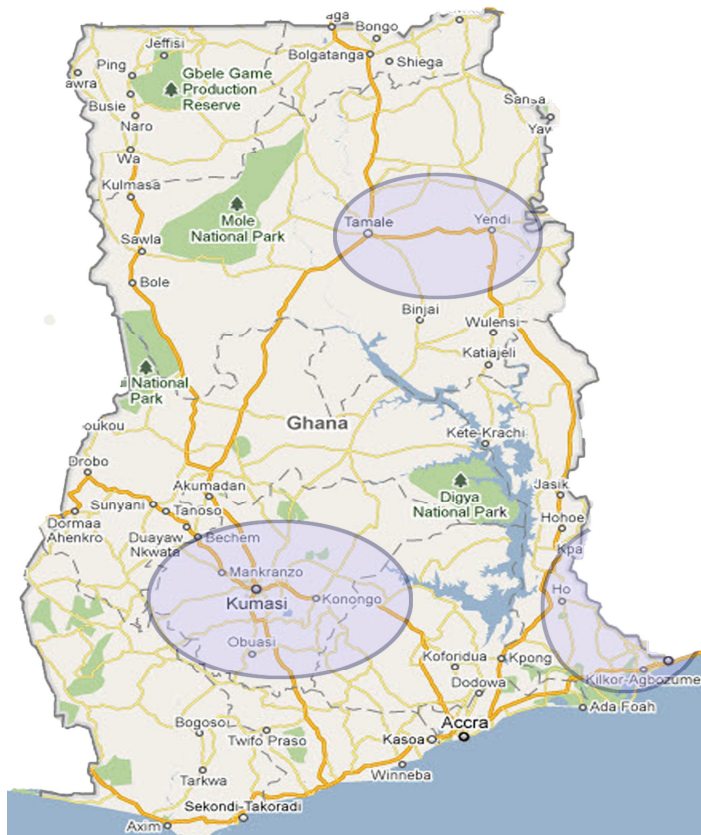 aga
Bongo
Bolgatanga
Shiega
Jeffisi
Ping
awra
Gbele Game
Production
Reserve
Busie
Naro
Sansa
Yaw
Wa
Kulmasa
Mole
National Park
Tamale
Yendi
Sawla
Bole
Binjai
Wulensi
Katiajeli
ui National
Park
Ghana
oukou
Kete-Krachi
Drobo
Akumadan
Digya
National Park
Jasik
Sunyani
Tanoso
Dormaa
Ahenkro
Hohoe
Duayaw
Nkwata
Bechem
Kpa
Mankranzo
Kumasi
Konongo
Ho
Obuasi
Koforidua
Kpong
Kilkor-Agbozume
Dodowa
Ada Foah
Bogoso
Twifo Praso
Accra
Kasoa
Tarkwa
Winneba
Sekondi-Takoradi
Axim